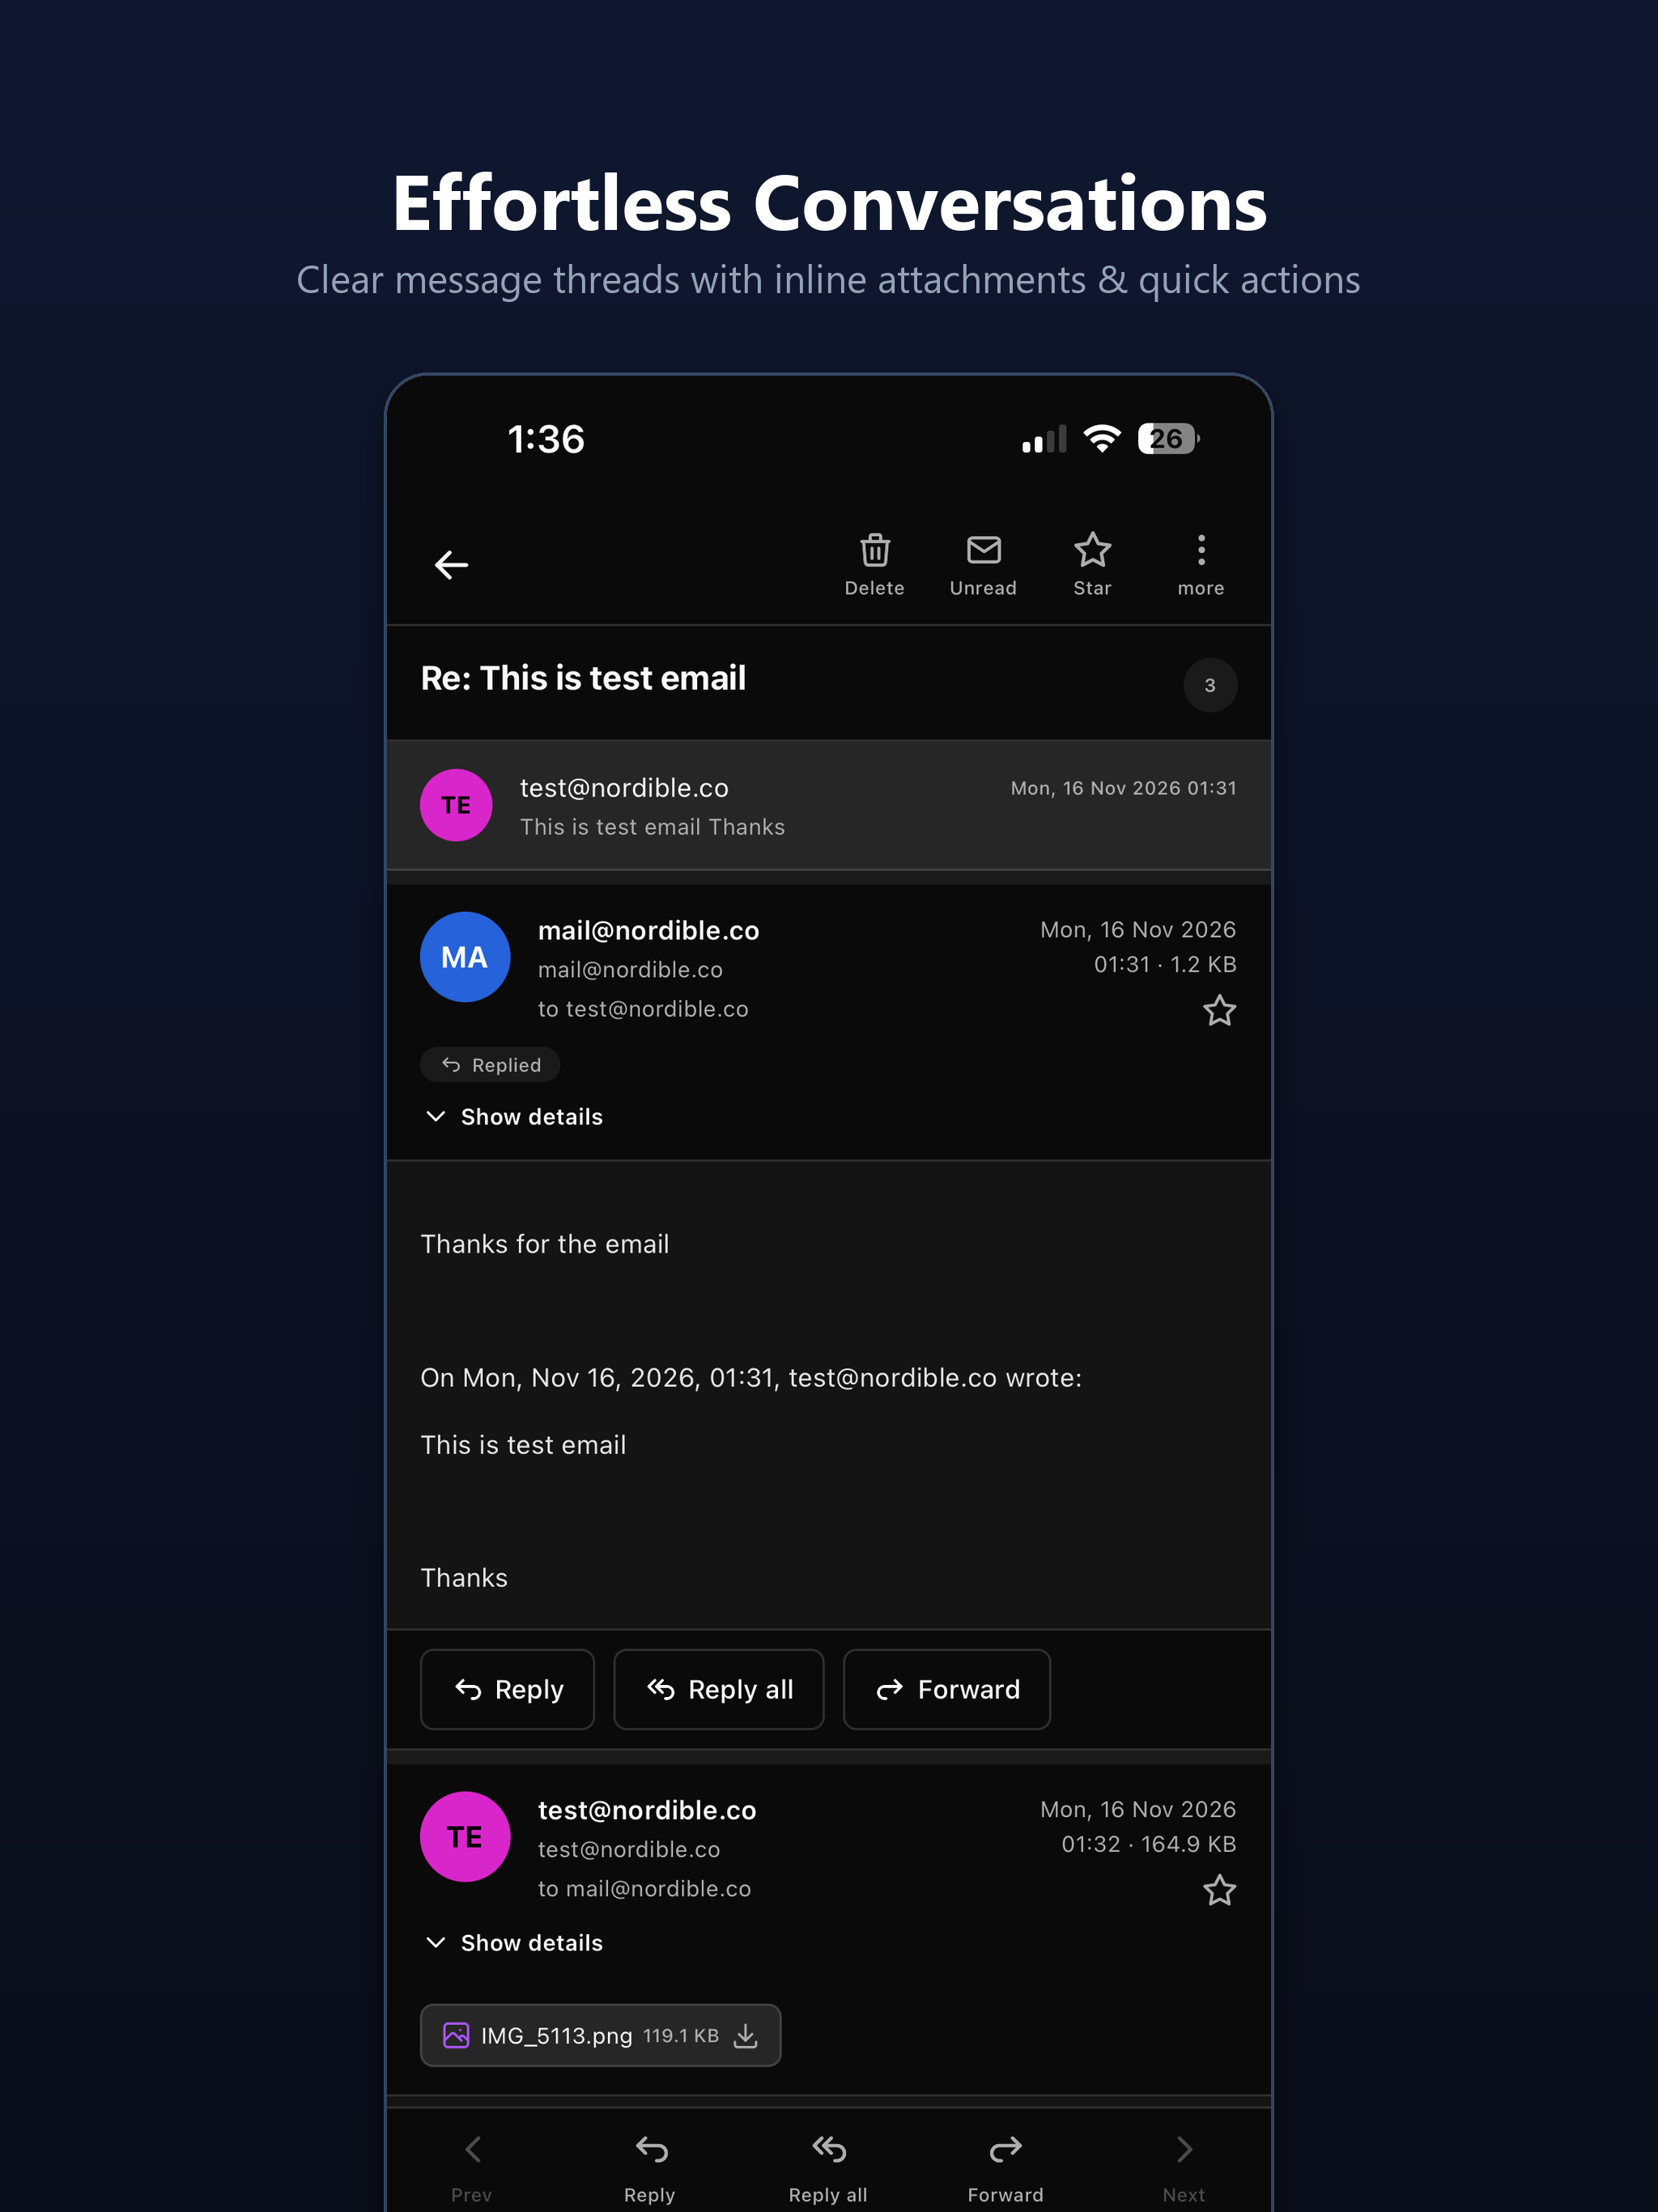 Effortless Conversations
Clear message threads with inline attachments & quick actions
1:36
26
Delete
Unread
Star
more
Re: This is test email
3
TE
test@nordible.co
Mon, 16 Nov 2026 01:31
This is test email Thanks
MA
mail@nordible.co
Mon, 16 Nov 2026
mail@nordible.co
01:31 · 1.2 KB
to test@nordible.co
Replied
Show details
Thanks for the email
On Mon, Nov 16, 2026, 01:31, test@nordible.co wrote:
This is test email
Thanks
Reply
Reply all
Forward
TE
test@nordible.co
Mon, 16 Nov 2026
test@nordible.co
01:32 · 164.9 KB
to mail@nordible.co
Show details
IMG_5113.png 119.1 KB
Prev
Reply
Reply all
Forward
Next